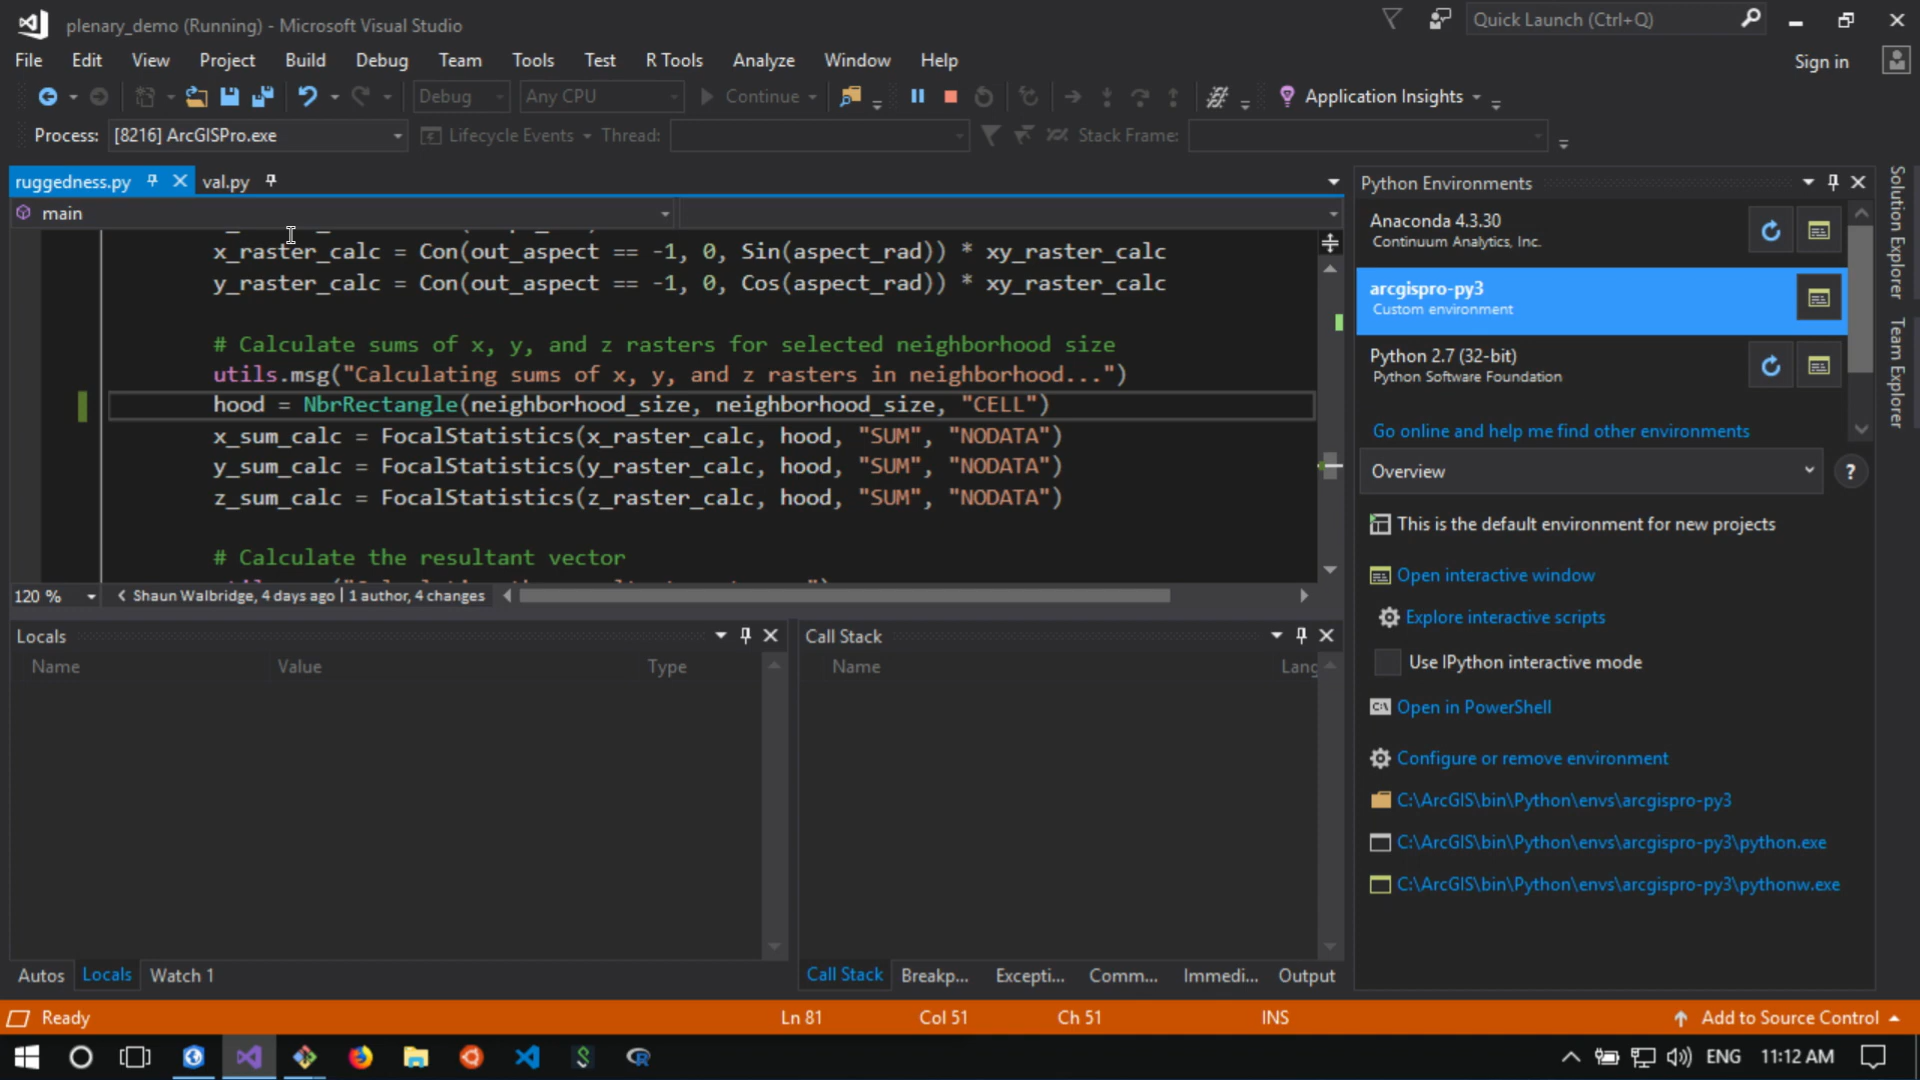 plenary_demo (Running) - Microsoft Visual Studio
Quick Launch (Ctrl+Q)
File Edit View Project Build Debug Team Tools Test R Tools Analyze Window Help
Sign in
Debug Any CPU Continue Application Insights
Process: [8216] ArcGISPro.exe Lifecycle Events Thread: Stack Frame:
ruggedness.py val.py
main
x_raster_calc = Con(out_aspect == -1, 0, Sin(aspect_rad)) * xy_raster_calc
y_raster_calc = Con(out_aspect == -1, 0, Cos(aspect_rad)) * xy_raster_calc
# Calculate sums of x, y, and z rasters for selected neighborhood size
utils.msg("Calculating sums of x, y, and z rasters in neighborhood...")
hood = NbrRectangle(neighborhood_size, neighborhood_size, "CELL")
x_sum_calc = FocalStatistics(x_raster_calc, hood, "SUM", "NODATA")
y_sum_calc = FocalStatistics(y_raster_calc, hood, "SUM", "NODATA")
z_sum_calc = FocalStatistics(z_raster_calc, hood, "SUM", "NODATA")
# Calculate the resultant vector
120 % Shaun Walbridge, 4 days ago | 1 author, 4 changes
Locals
Name Value Type
Autos Locals Watch 1
Call Stack
Name Lang
Call Stack Breakp... Excepti... Comm... Immedi... Output
Python Environments
Anaconda 4.3.30
Continuum Analytics, Inc.
arcgispro-py3
Custom environment
Python 2.7 (32-bit)
Python Software Foundation
Go online and help me find other environments
Overview ?
This is the default environment for new projects
Open interactive window
Explore interactive scripts
Use IPython interactive mode
Open in PowerShell
Configure or remove environment
C:\ArcGIS\bin\Python\envs\arcgispro-py3
C:\ArcGIS\bin\Python\envs\arcgispro-py3\python.exe
C:\ArcGIS\bin\Python\envs\arcgispro-py3\pythonw.exe
Solution Explorer
Team Explorer
Ready Ln 81 Col 51 Ch 51 INS Add to Source Control
ENG 11:12 AM